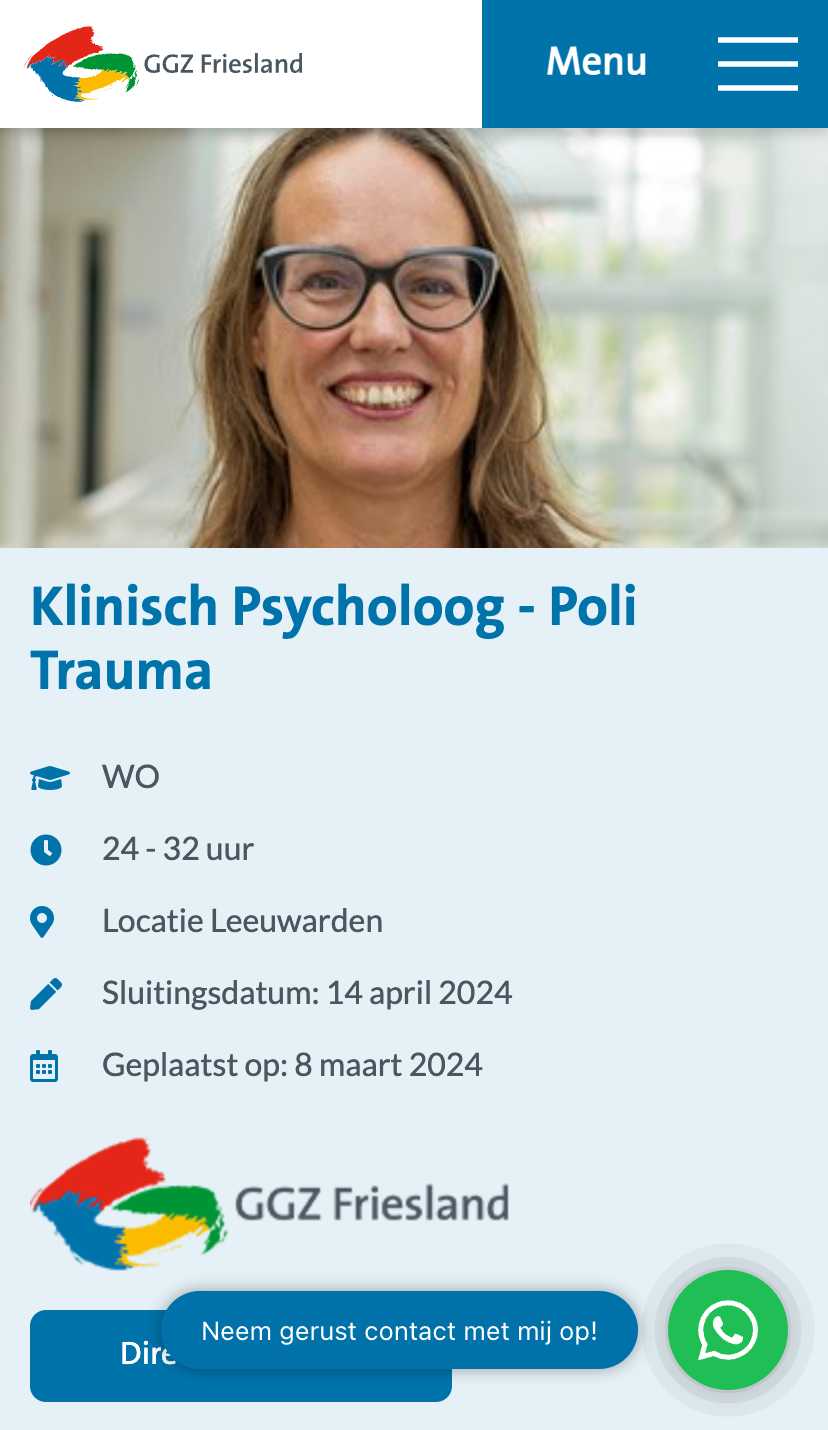 GGZ Friesland
Menu
Klinisch Psycholoog - Poli
Trauma
WO
24 - 32 uur
Locatie Leeuwarden
Sluitingsdatum: 14 april 2024
Geplaatst op: 8 maart 2024
GGZ Friesland
Neem gerust contact met mij op!